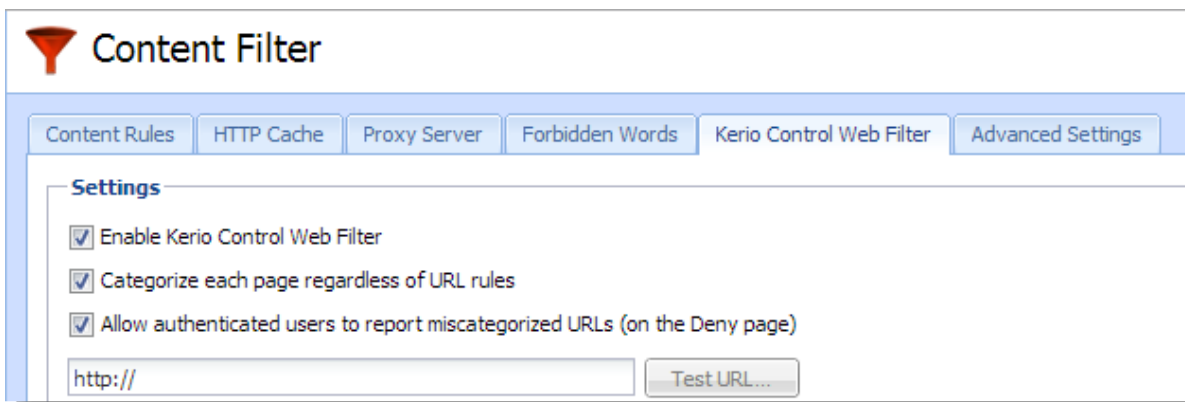 Content Filter
Content Rules HTTP Cache Proxy Server Forbidden Words Kerio Control Web Filter Advanced Settings
Settings
Enable Kerio Control Web Filter
Categorize each page regardless of URL rules
Allow authenticated users to report miscategorized URLs (on the Deny page)
http:// Test URL...